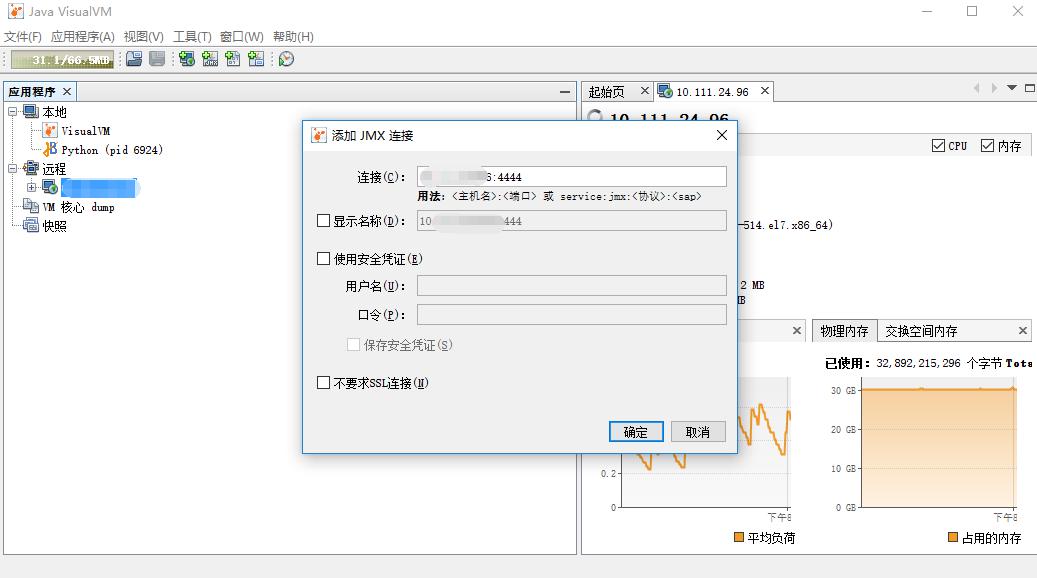 Java VisualVM
文件(F) 应用程序(A) 视图(V) 工具(T) 窗口(W) 帮助(H)
31.1/66.5MB
应用程序
本地
VisualVM
Python (pid 6924)
远程
VM 核心 dump
快照
起始页 10.111.24.96
10.111.24.96
CPU 内存
-514.el7.x86_64)
2 MB
MB
物理内存 交换空间内存
已使用: 32,892,215,296 个字节 Tota
30 GB
20 GB
10 GB
0 GB
0.2
0
下午8
下午8
平均负荷
占用的内存
添加 JMX 连接
连接(C): :4444
用法: <主机名>:<端口> 或 service:jmx:<协议>:<sap>
显示名称(D): 10 444
使用安全凭证(E)
用户名(U):
口令(P):
保存安全凭证(S)
不要求SSL连接(N)
确定 取消